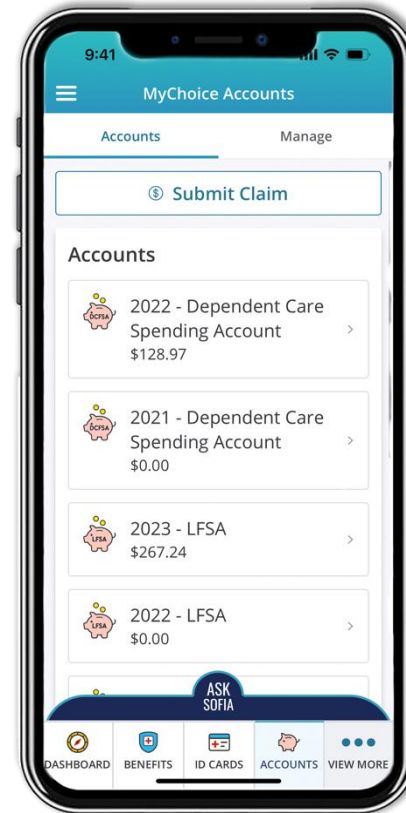 9:41
MyChoice Accounts
Accounts
Manage
Submit Claim
Accounts
DCFSA
2022 - Dependent Care
Spending Account
$128.97
DCFSA
2021 - Dependent Care
Spending Account
$0.00
LFSA
2023 - LFSA
$267.24
LFSA
2022 - LFSA
$0.00
ASK
SOFIA
DASHBOARD
BENEFITS
ID CARDS
ACCOUNTS
VIEW MORE